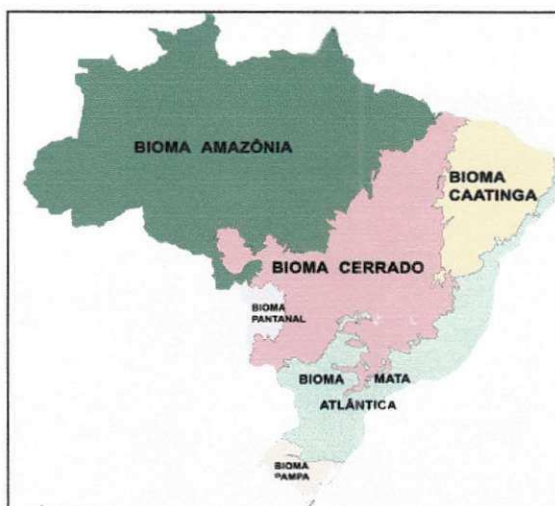 BIOMA AMAZÔNIA
BIOMA
CAATINGA
BIOMA CERRADO
BIOMA
PANTANAL
BIOMA MATA
ATLÂNTICA
BIOMA
PAMPA